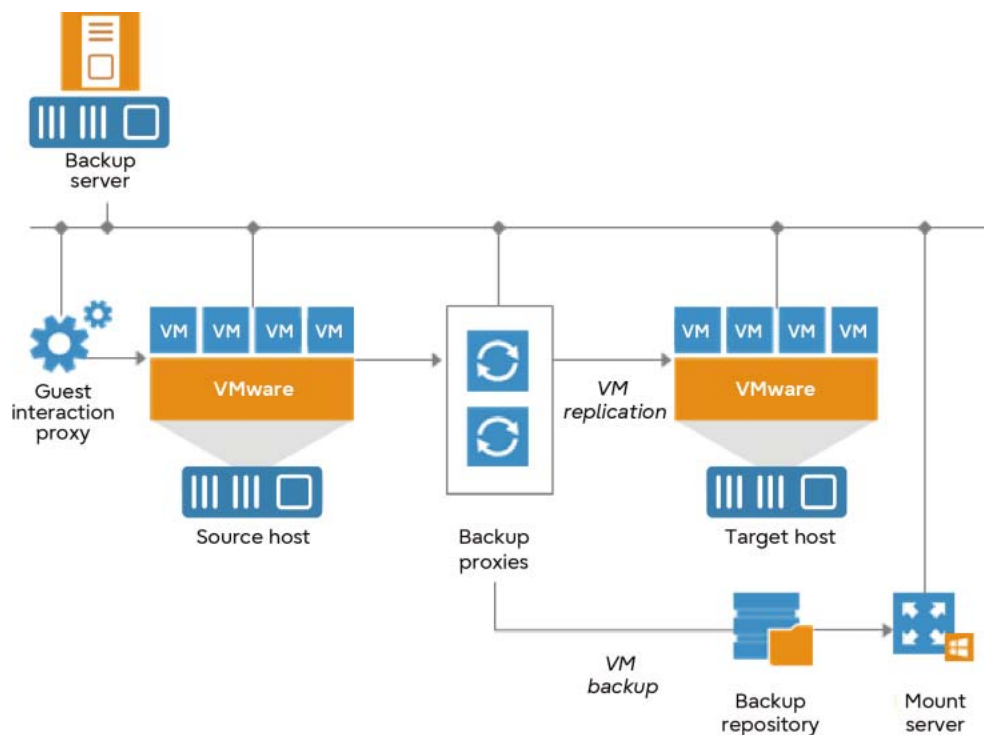 Backup
server
VM VM VM VM
VMware
Guest
interaction
proxy
Source host
Backup
proxies
VM
replication
VM VM VM VM
VMware
Target host
VM
backup
Backup
repository
Mount
server